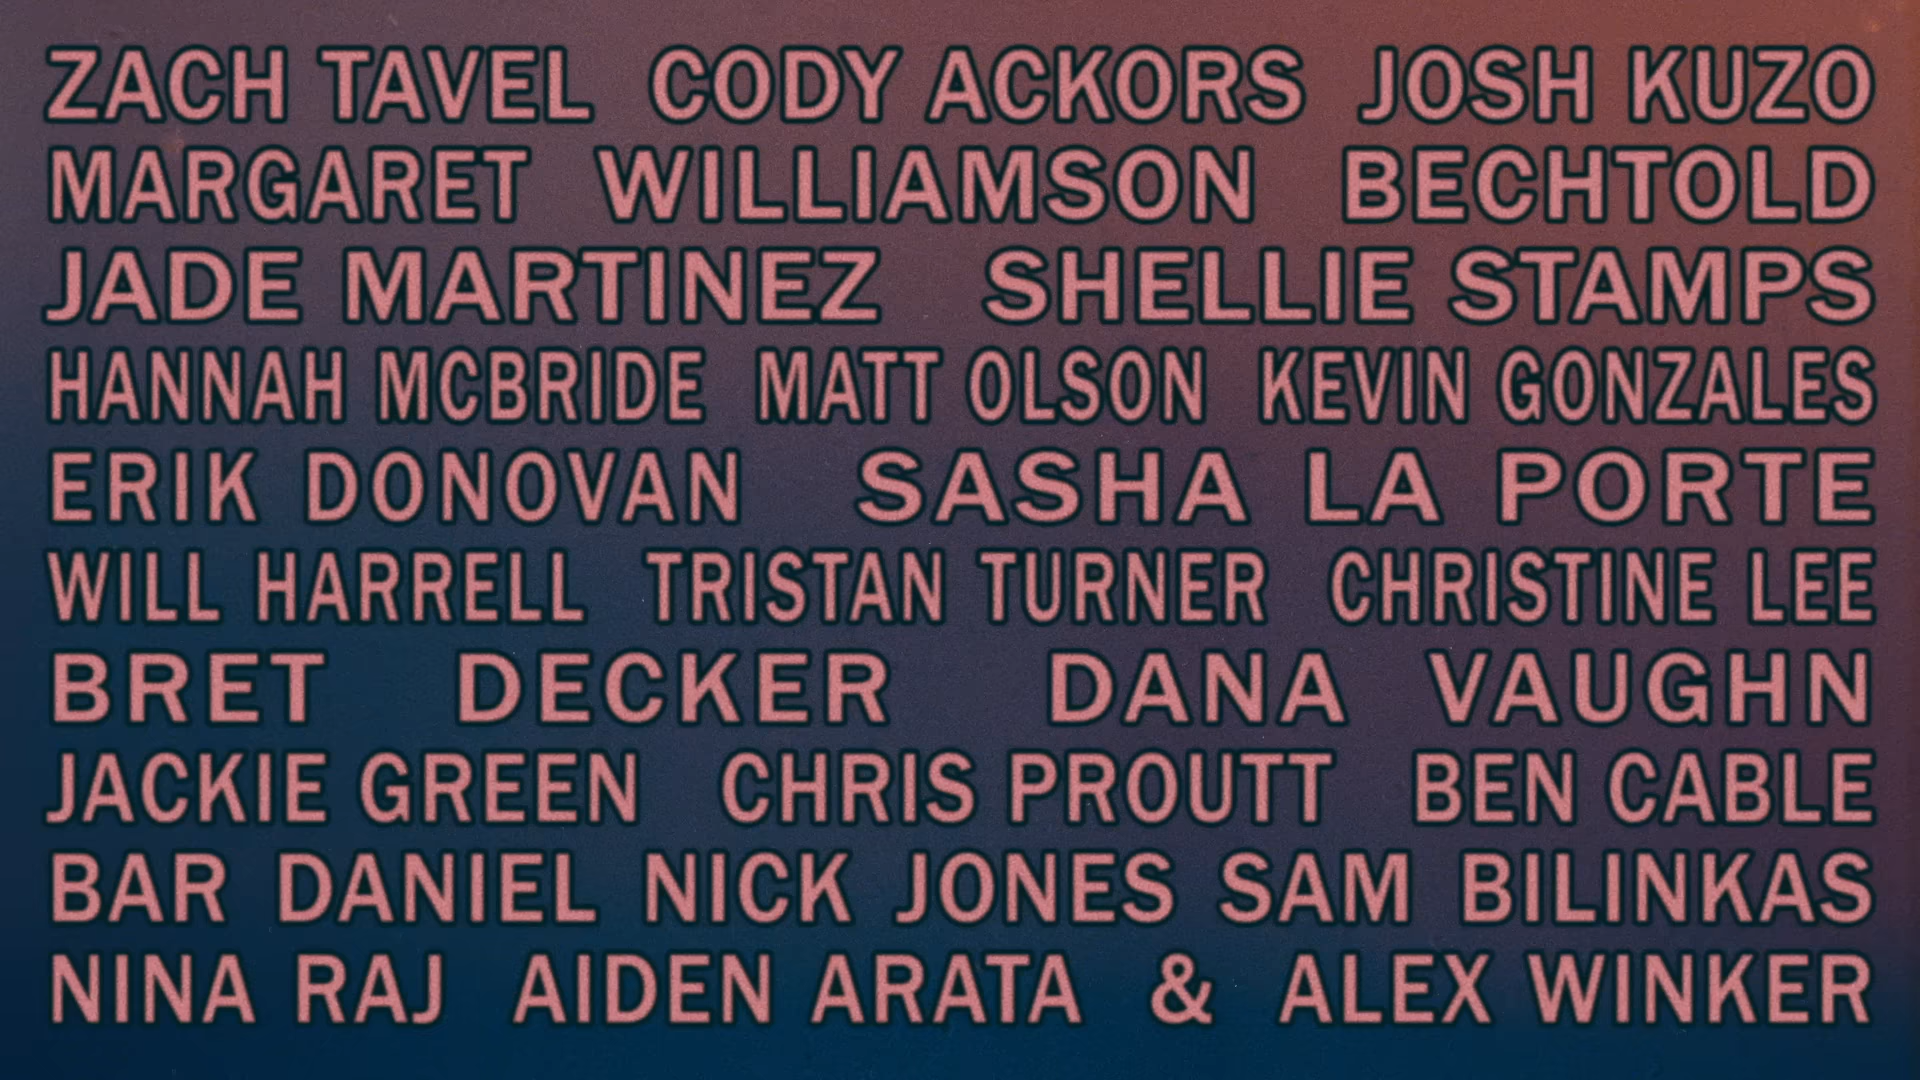 ZACH TAVEL CODY ACKORS JOSH KUZO
MARGARET WILLIAMSON BECHTOLD
JADE MARTINEZ SHELLIE STAMPS
HANNAH MCBRIDE MATT OLSON KEVIN GONZALES
ERIK DONOVAN SASHA LA PORTE
WILL HARRELL TRISTAN TURNER CHRISTINE LEE
BRET DECKER DANA VAUGHN
JACKIE GREEN CHRIS PROUTT BEN CABLE
BAR DANIEL NICK JONES SAM BILINKAS
NINA RAJ AIDEN ARATA & ALEX WINKER